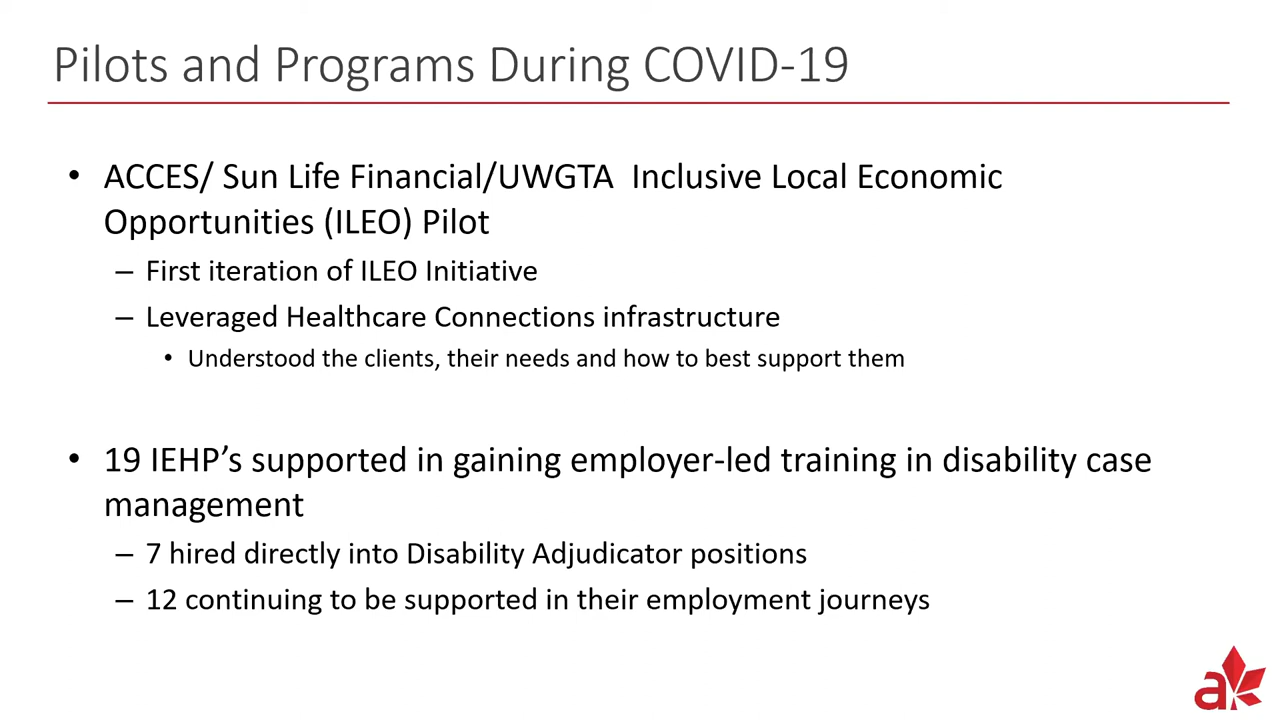 Pilots and Programs During COVID-19
• ACCES/ Sun Life Financial/UWGTA  Inclusive Local Economic
Opportunities (ILEO) Pilot
– First iteration of ILEO Initiative
– Leveraged Healthcare Connections infrastructure
• Understood the clients, their needs and how to best support them
• 19 IEHP’s supported in gaining employer-led training in disability case
management
– 7 hired directly into Disability Adjudicator positions
– 12 continuing to be supported in their employment journeys
a